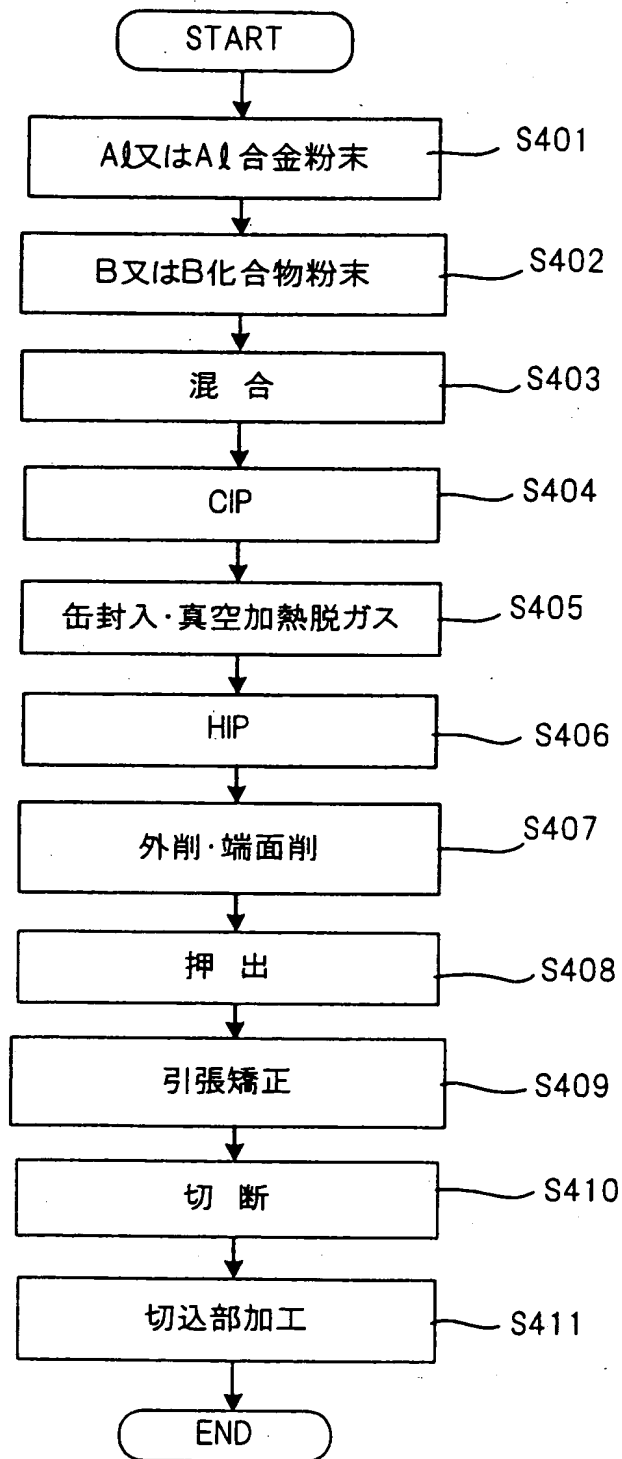 START
Aℓ又はAℓ合金粉末
S401
B又はB化合物粉末
S402
混 合
S403
CIP
S404
缶封入・真空加熱脱ガス
S405
HIP
S406
外削・端面削
S407
押 出
S408
引張矯正
S409
切 断
S410
切込部加工
S411
END